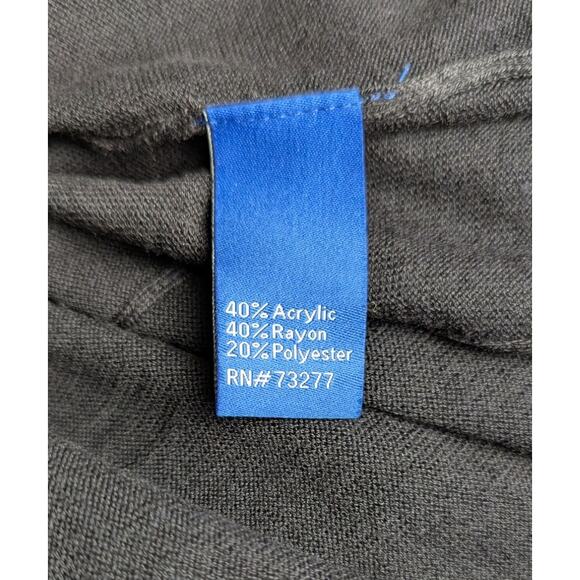 40% Acrylic
40% Rayon
20% Polyester
RN# 73277